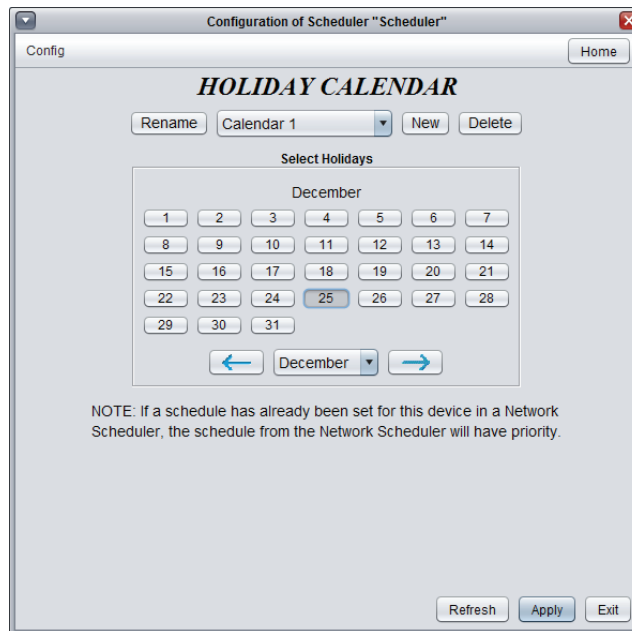 Configuration of Scheduler "Scheduler"
Config Home
HOLIDAY CALENDAR
Rename Calendar 1 New Delete
Select Holidays
December
1 2 3 4 5 6 7
8 9 10 11 12 13 14
15 16 17 18 19 20 21
22 23 24 25 26 27 28
29 30 31
December
NOTE: If a schedule has already been set for this device in a Network
Scheduler, the schedule from the Network Scheduler will have priority.
Refresh Apply Exit